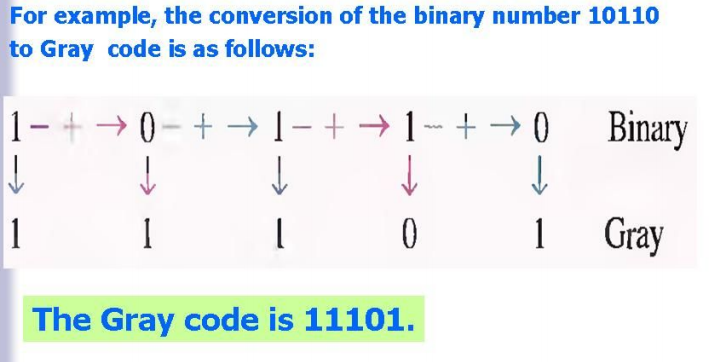 For example, the conversion of the binary number 10110
to Gray code is as follows:
1 - + → 0 - + → 1 - + → 1 - + → 0 Binary
↓ ↓ ↓ ↓ ↓
1 1 1 0 1 Gray
The Gray code is 11101.